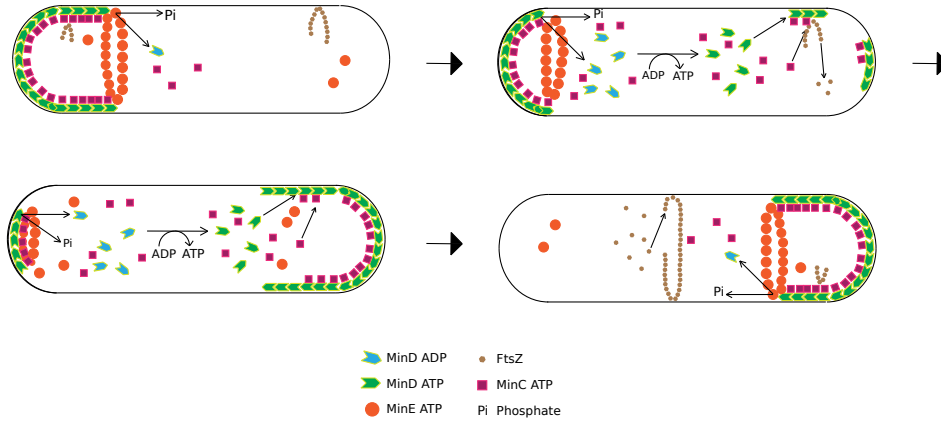 Pi
Pi
ADP ATP
Pi
ADP ATP
Pi
MinD ADP
FtsZ
MinD ATP
MinC ATP
MinE ATP
Pi Phosphate